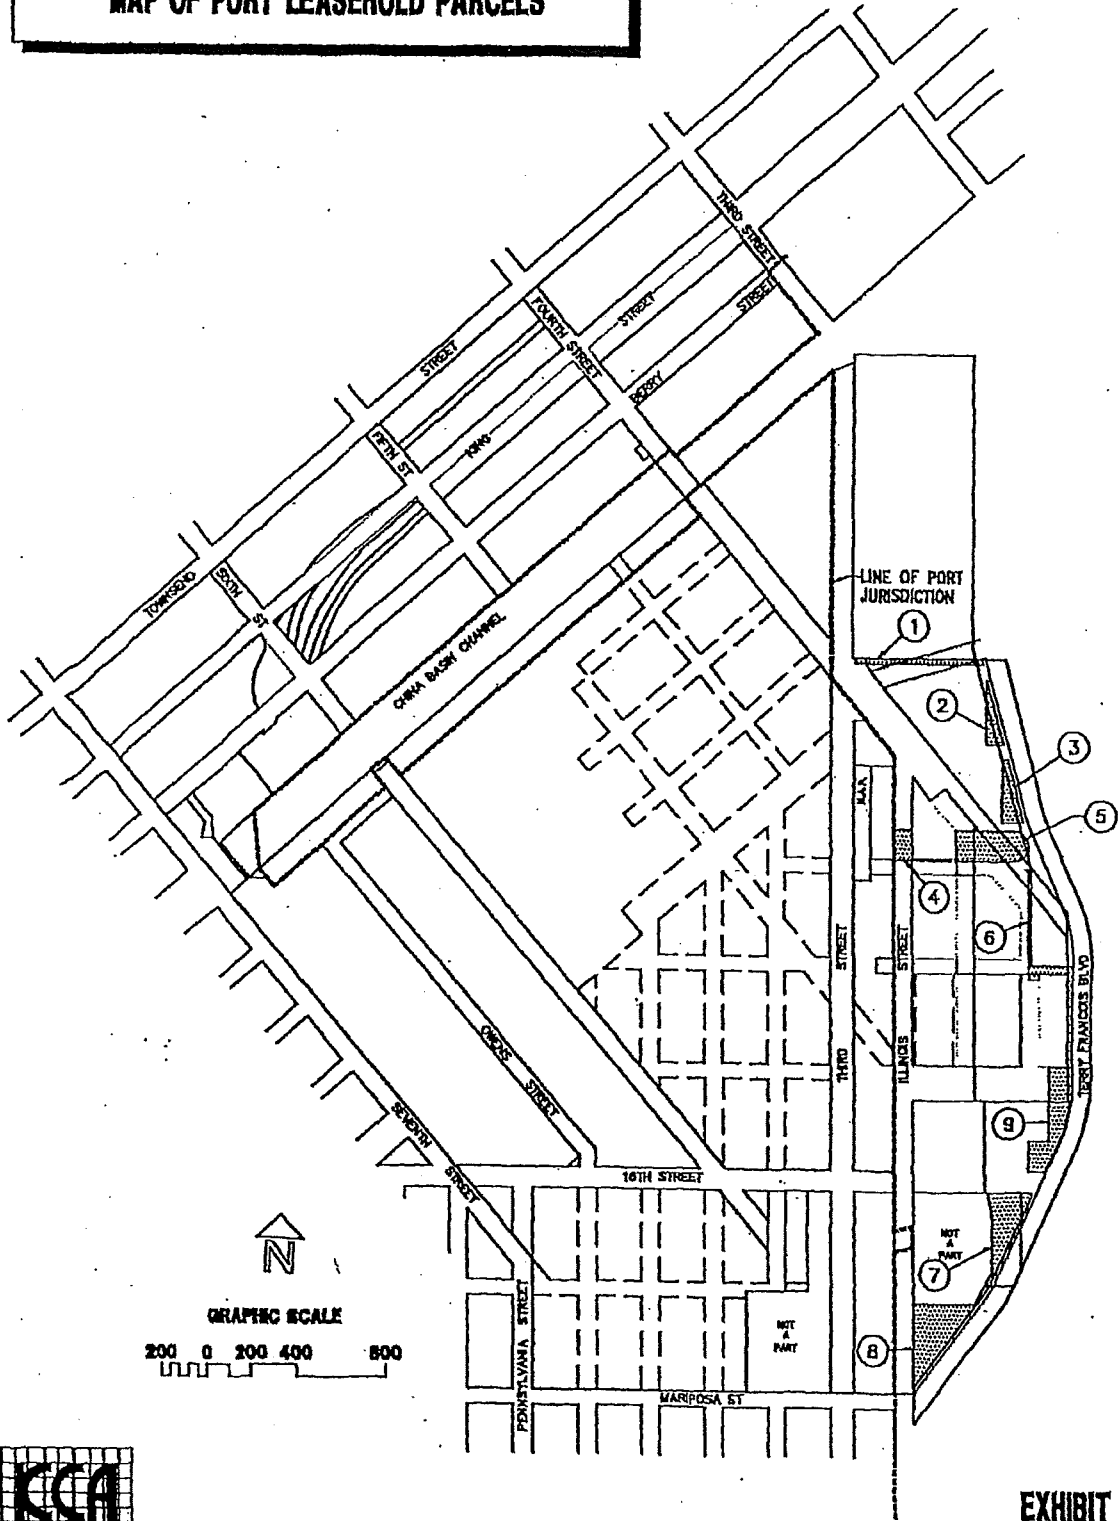 MAP OF PORT LEASEHOLD PARCELS
THIRD STREET
STREET
STREET
FOURTH STREET
BERRY
STREET
FIFTH ST
KING
TOWNSEND
SIXTH ST
CHINA BASIN CHANNEL
LINE OF PORT
JURISDICTION
1
2
3
N.A.P.
5
4
6
STREET
STREET
TERRY FRANCOIS BLVD
OWENS STREET
THIRD
ILLINOIS
9
SEVENTH STREET
16TH STREET
NOT
A
PART
7
N
GRAPHIC SCALE
200 0 200 400 800
STREET
PENNSYLVANIA
NOT
A
PART
8
MARIPOSA ST
KCA
EXHIBIT